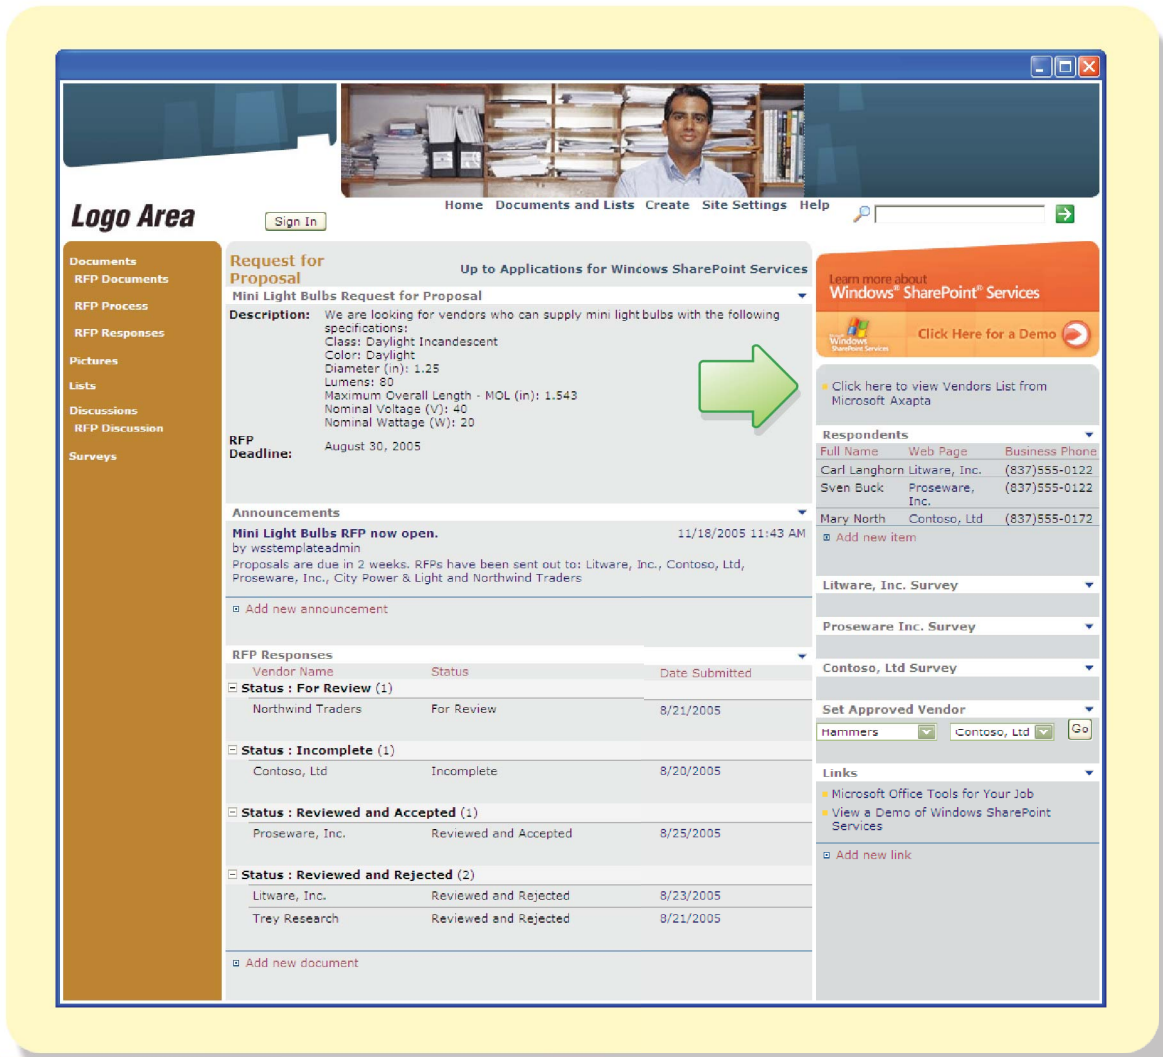 Logo Area
Sign In
Home Documents and Lists Create Site Settings Help
Documents
RFP Documents
RFP Process
RFP Responses
Pictures
Lists
Discussions
RFP Discussion
Surveys
Request for
Proposal
Up to Applications for Windows SharePoint Services
Mini Light Bulbs Request for Proposal
Description: We are looking for vendors who can supply mini light bulbs with the following
specifications:
Class: Daylight Incandescent
Color: Daylight
Diameter (in): 1.25
Lumens: 80
Maximum Overall Length - MOL (in): 1.543
Nominal Voltage (V): 40
Nominal Wattage (W): 20
RFP
Deadline: August 30, 2005
Announcements
Mini Light Bulbs RFP now open. 11/18/2005 11:43 AM
by wsstemplateadmin
Proposals are due in 2 weeks. RFPs have been sent out to: Litware, Inc., Contoso, Ltd,
Proseware, Inc., City Power & Light and Northwind Traders
Add new announcement
RFP Responses
Vendor Name Status Date Submitted
Status : For Review (1)
Northwind Traders For Review 8/21/2005
Status : Incomplete (1)
Contoso, Ltd Incomplete 8/20/2005
Status : Reviewed and Accepted (1)
Proseware, Inc. Reviewed and Accepted 8/25/2005
Status : Reviewed and Rejected (2)
Litware, Inc. Reviewed and Rejected 8/23/2005
Trey Research Reviewed and Rejected 8/21/2005
Add new document
Learn more about
Windows® SharePoint® Services
Windows
SharePoint Services
Click Here for a Demo
Click here to view Vendors List from
Microsoft Axapta
Respondents
Full Name Web Page Business Phone
Carl Langhorn Litware, Inc. (837)555-0122
Sven Buck Proseware, (837)555-0122
Inc.
Mary North Contoso, Ltd (837)555-0172
Add new item
Litware, Inc. Survey
Proseware Inc. Survey
Contoso, Ltd Survey
Set Approved Vendor
Hammers Contoso, Ltd Go
Links
Microsoft Office Tools for Your Job
View a Demo of Windows SharePoint
Services
Add new link